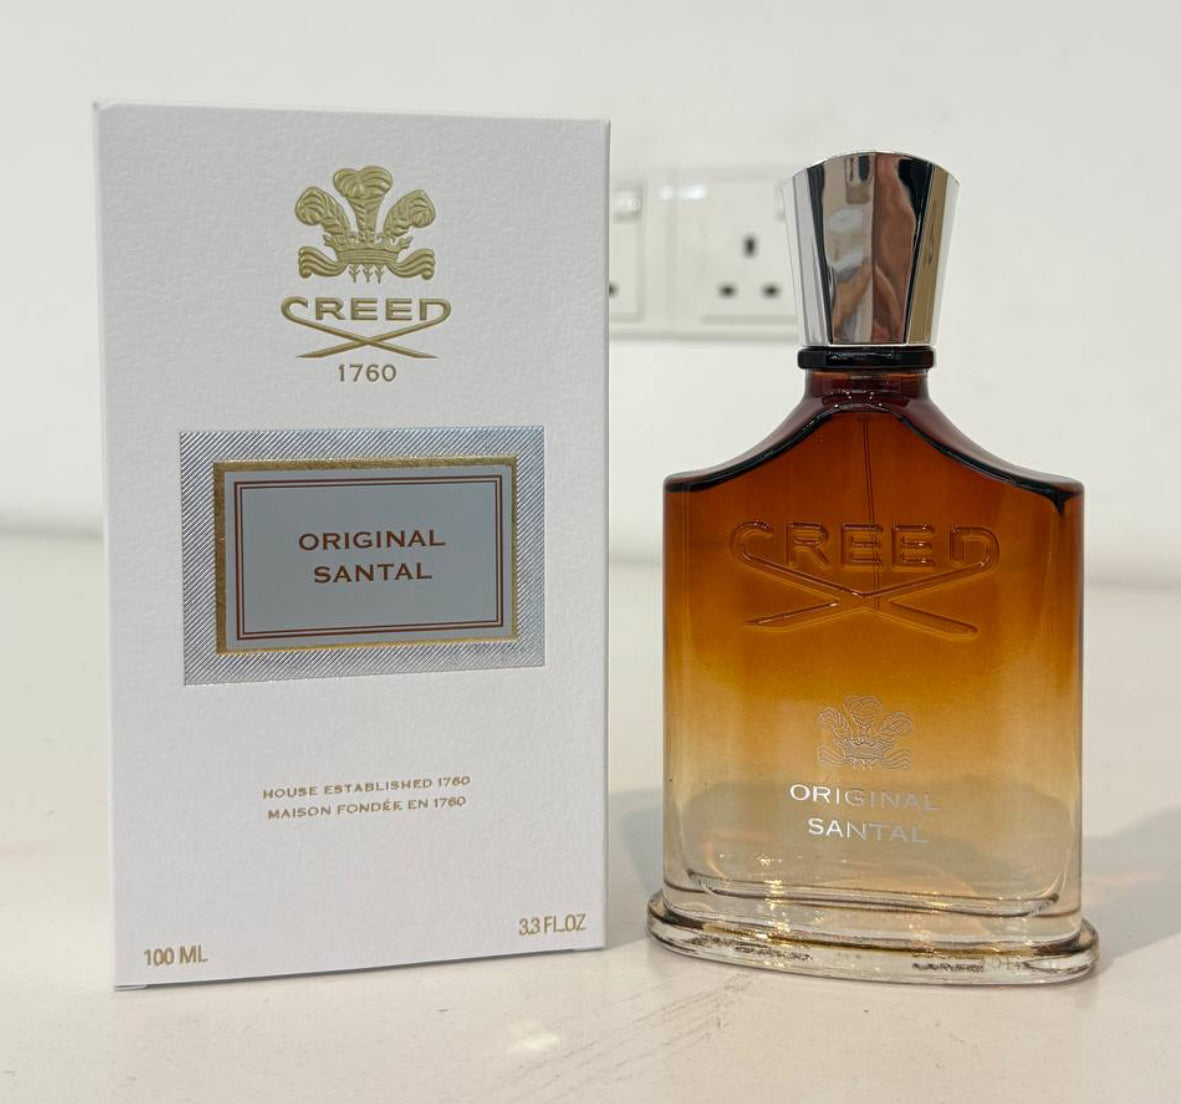 CREED
1760
ORIGINAL
SANTAL
HOUSE ESTABLISHED 1760
MAISON FONDÉE EN 1760
100 ML
3.3 FL.OZ
CREED
ORIGINAL
SANTAL